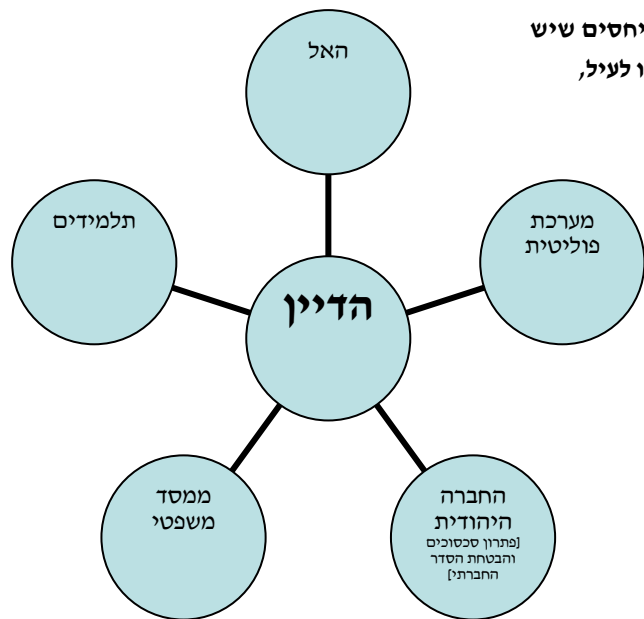 יחסים שיש
ו לעיל,
האל
מערכת
פוליטית
תלמידים
הדיין
החברה
היהודית
[פתרון סכסוכים
והבטחת הסדר
החברתי]
ממסד
משפטי